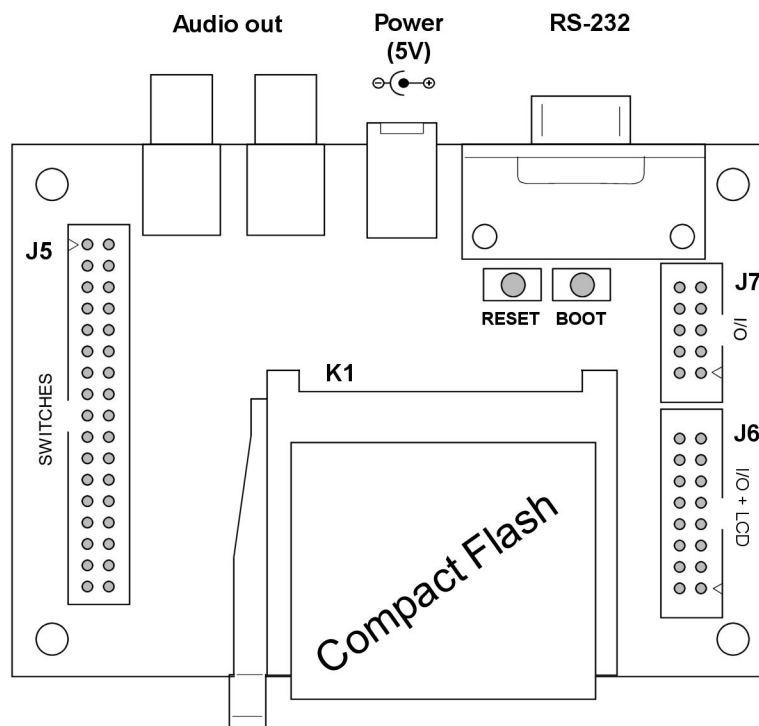 Audio out
Power
(5V)
RS-232
J5
SWITCHES
RESET
BOOT
J7
I/O
K1
J6
I/O + LCD
Compact Flash